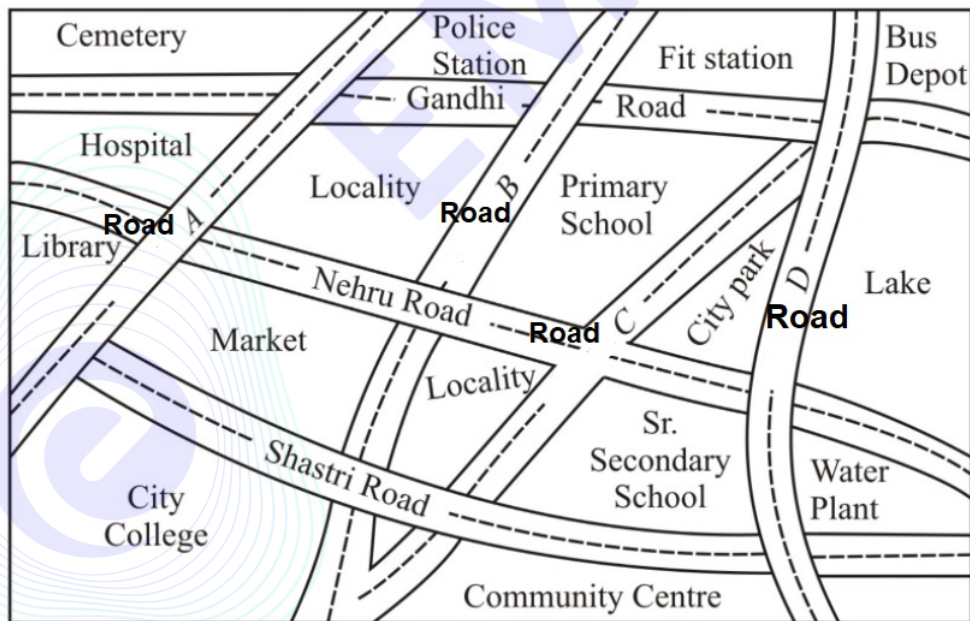 Cemetery
Police
Station
Fit station
Bus
Depot
Gandhi
Road
Hospital
Locality
Road B
Primary
School
Road A
Library
Nehru Road
Road C
City park
Road D
Lake
Market
Locality
Sr.
Secondary
School
Water
Plant
Shastri Road
City
College
Community Centre